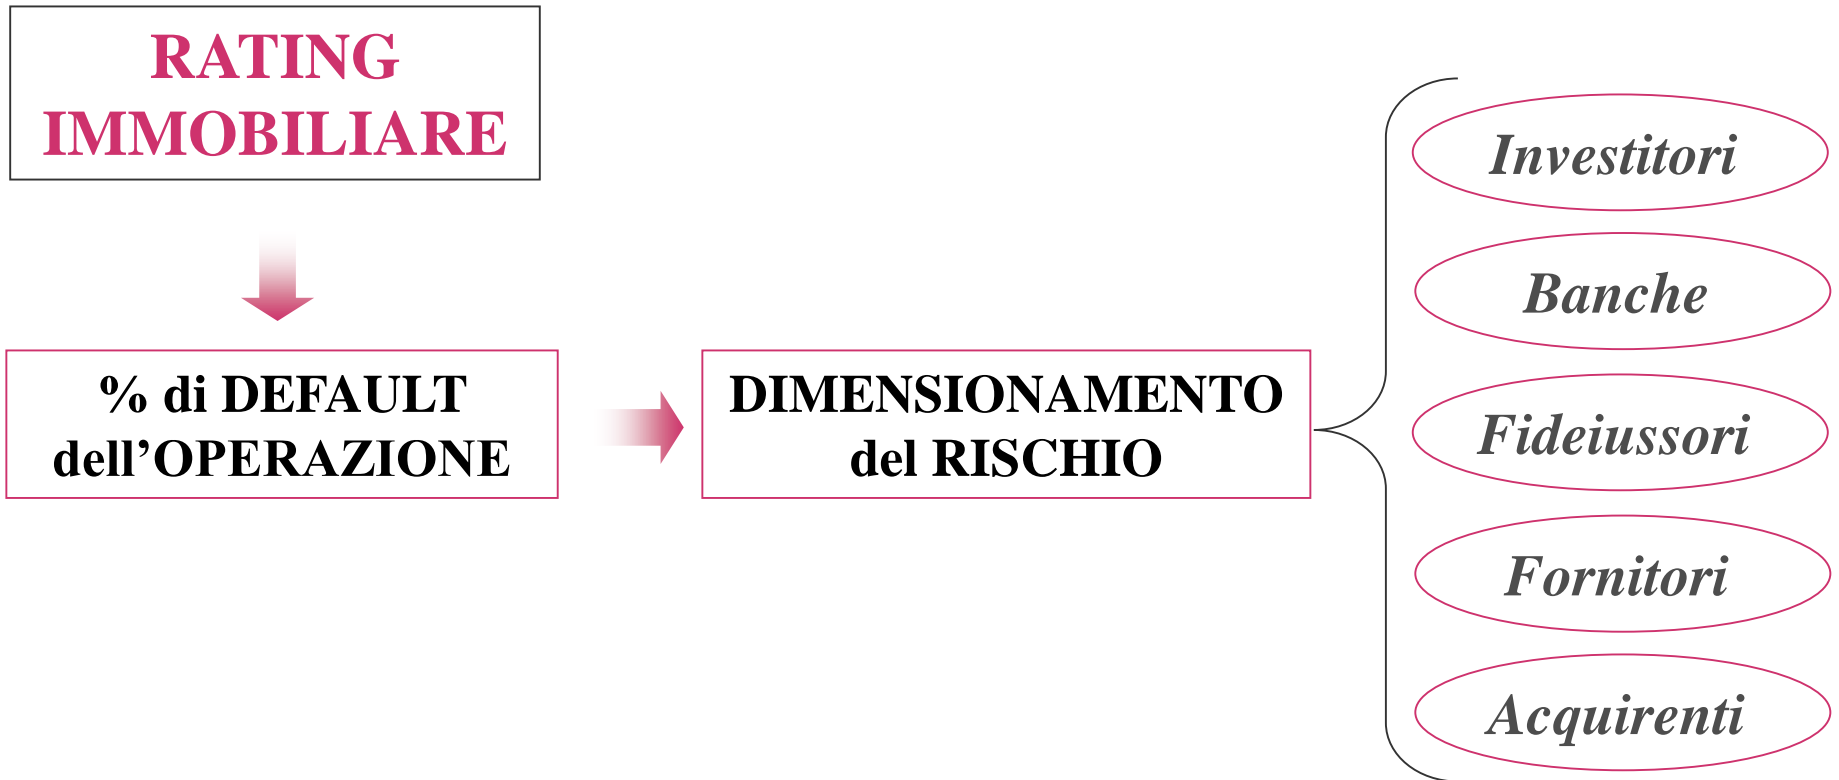 RATING
IMMOBILIARE
% di DEFAULT
dell’OPERAZIONE
DIMENSIONAMENTO
del RISCHIO
Investitori
Banche
Fideiussori
Fornitori
Acquirenti